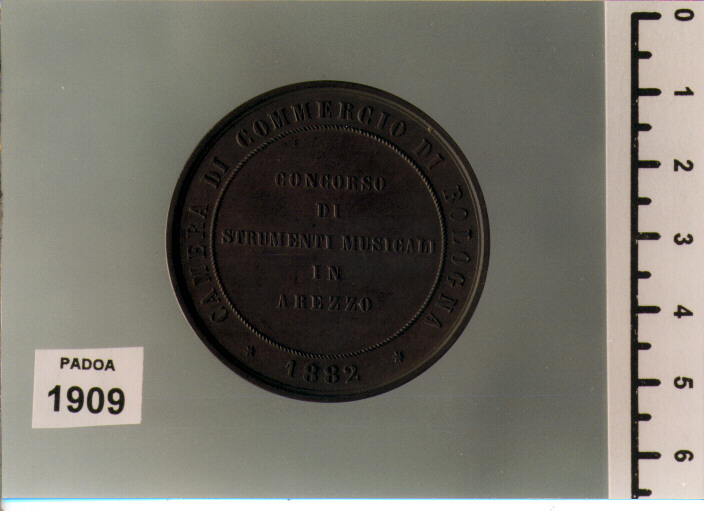 CAMERA DI COMMERCIO DI BOLOGNA
CONCORSO
DI
STRUMENTI MUSICALI
IN
AREZZO
* 1882 *
PADOA
1909
0
1
2
3
4
5
6